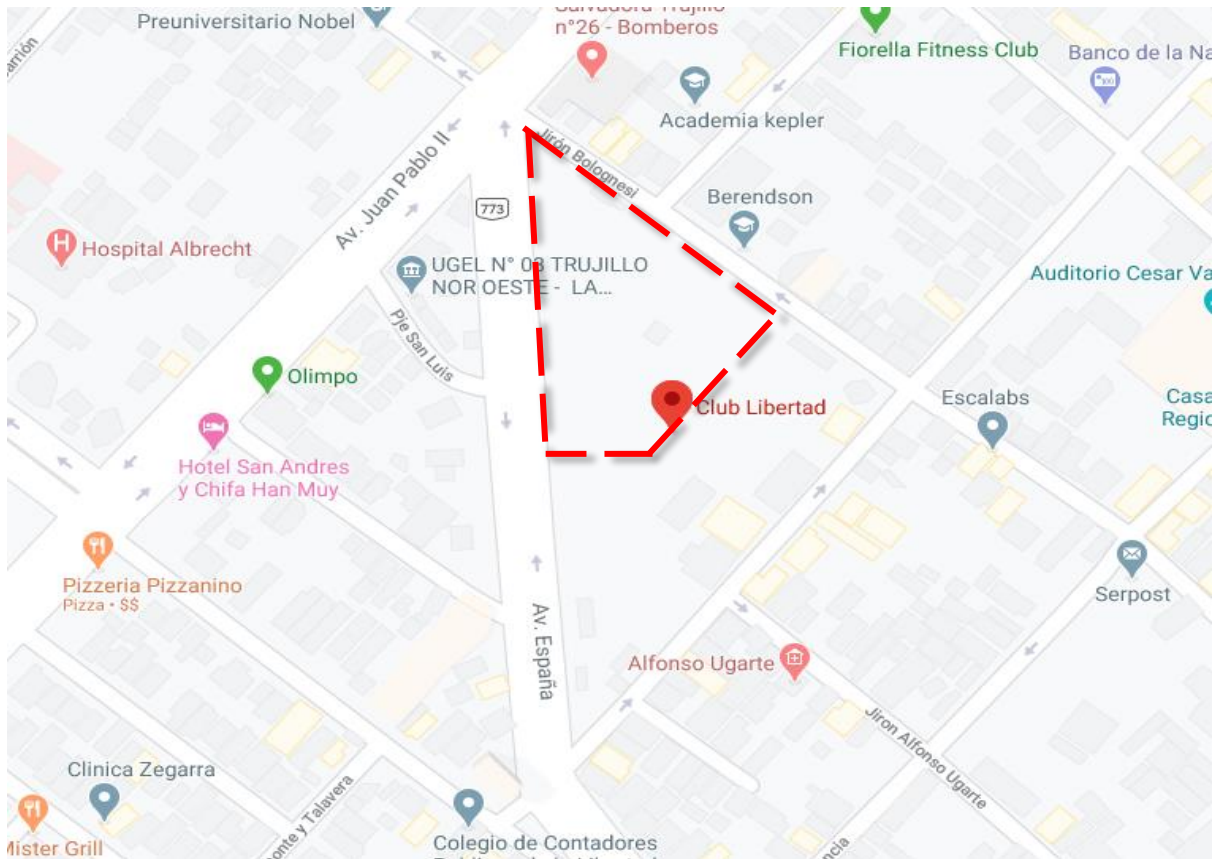 Preuniversitario Nobel
n°26 - Bomberos
Fiorella Fitness Club
Banco de la Na
Academia kepler
Jirón Bolognesi
Av. Juan Pablo II
773
Berendson
Hospital Albrecht
UGEL N° 03 TRUJILLO
NOR OESTE - LA...
Auditorio Cesar Va
Pje San Luis
Olimpo
Club Libertad
Escalabs
Casa
Regio
Hotel San Andres
y Chifa Han Muy
Pizzeria Pizzanino
Pizza • $$
Serpost
Av. España
Alfonso Ugarte
Jiron Alfonso Ugarte
Clinica Zegarra
onte y Talavera
Mister Grill
Colegio de Contadores